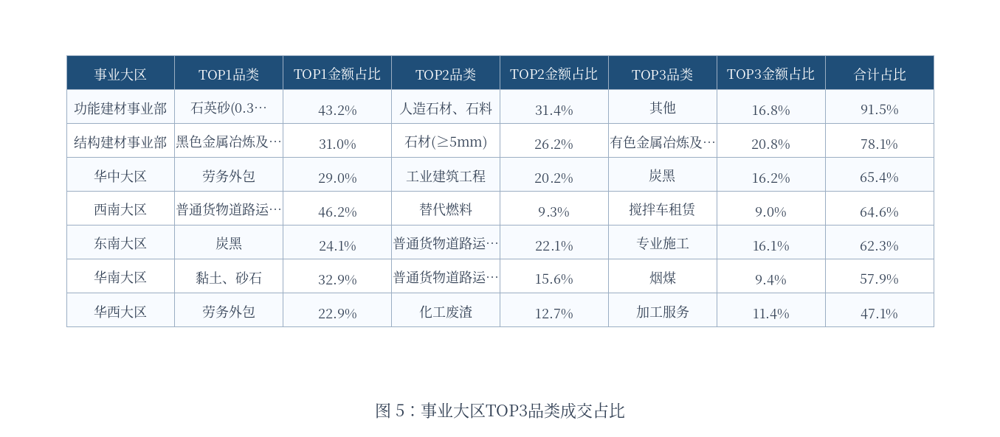 事业大区 TOP1品类 TOP1金额占比 TOP2品类 TOP2金额占比 TOP3品类 TOP3金额占比 合计占比
功能建材事业部 石英砂(0.3… 43.2% 人造石材、石料 31.4% 其他 16.8% 91.5%
结构建材事业部 黑色金属冶炼及… 31.0% 石材(≥5mm) 26.2% 有色金属冶炼及… 20.8% 78.1%
华中大区 劳务外包 29.0% 工业建筑工程 20.2% 炭黑 16.2% 65.4%
西南大区 普通货物道路运… 46.2% 替代燃料 9.3% 搅拌车租赁 9.0% 64.6%
东南大区 炭黑 24.1% 普通货物道路运… 22.1% 专业施工 16.1% 62.3%
华南大区 黏土、砂石 32.9% 普通货物道路运… 15.6% 烟煤 9.4% 57.9%
华西大区 劳务外包 22.9% 化工废渣 12.7% 加工服务 11.4% 47.1%
图 5：事业大区TOP3品类成交占比